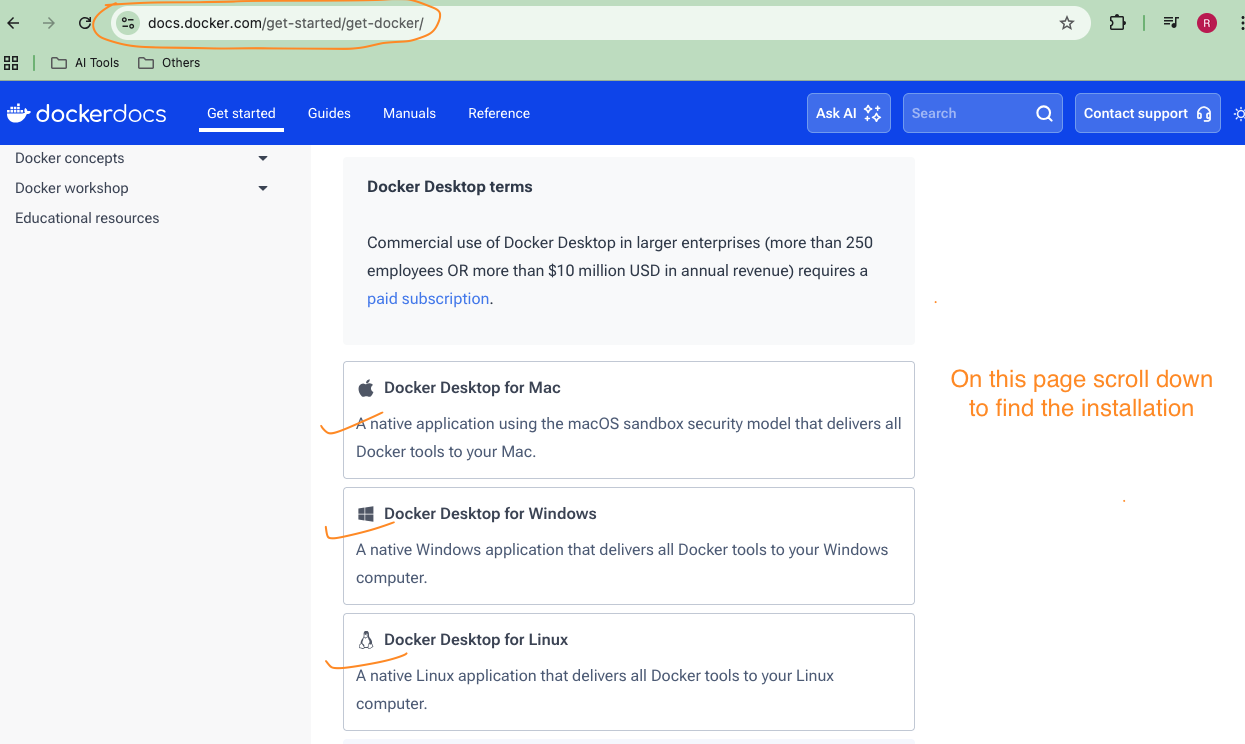 docs.docker.com/get-started/get-docker/
R
AI Tools
Others
dockerdocs
Get started
Guides
Manuals
Reference
Ask AI
Search
Contact support
Docker concepts
Docker workshop
Educational resources
Docker Desktop terms
Commercial use of Docker Desktop in larger enterprises (more than 250
employees OR more than $10 million USD in annual revenue) requires a
paid subscription.
Docker Desktop for Mac
A native application using the macOS sandbox security model that delivers all
Docker tools to your Mac.
Docker Desktop for Windows
A native Windows application that delivers all Docker tools to your Windows
computer.
Docker Desktop for Linux
A native Linux application that delivers all Docker tools to your Linux
computer.
On this page scroll down
to find the installation